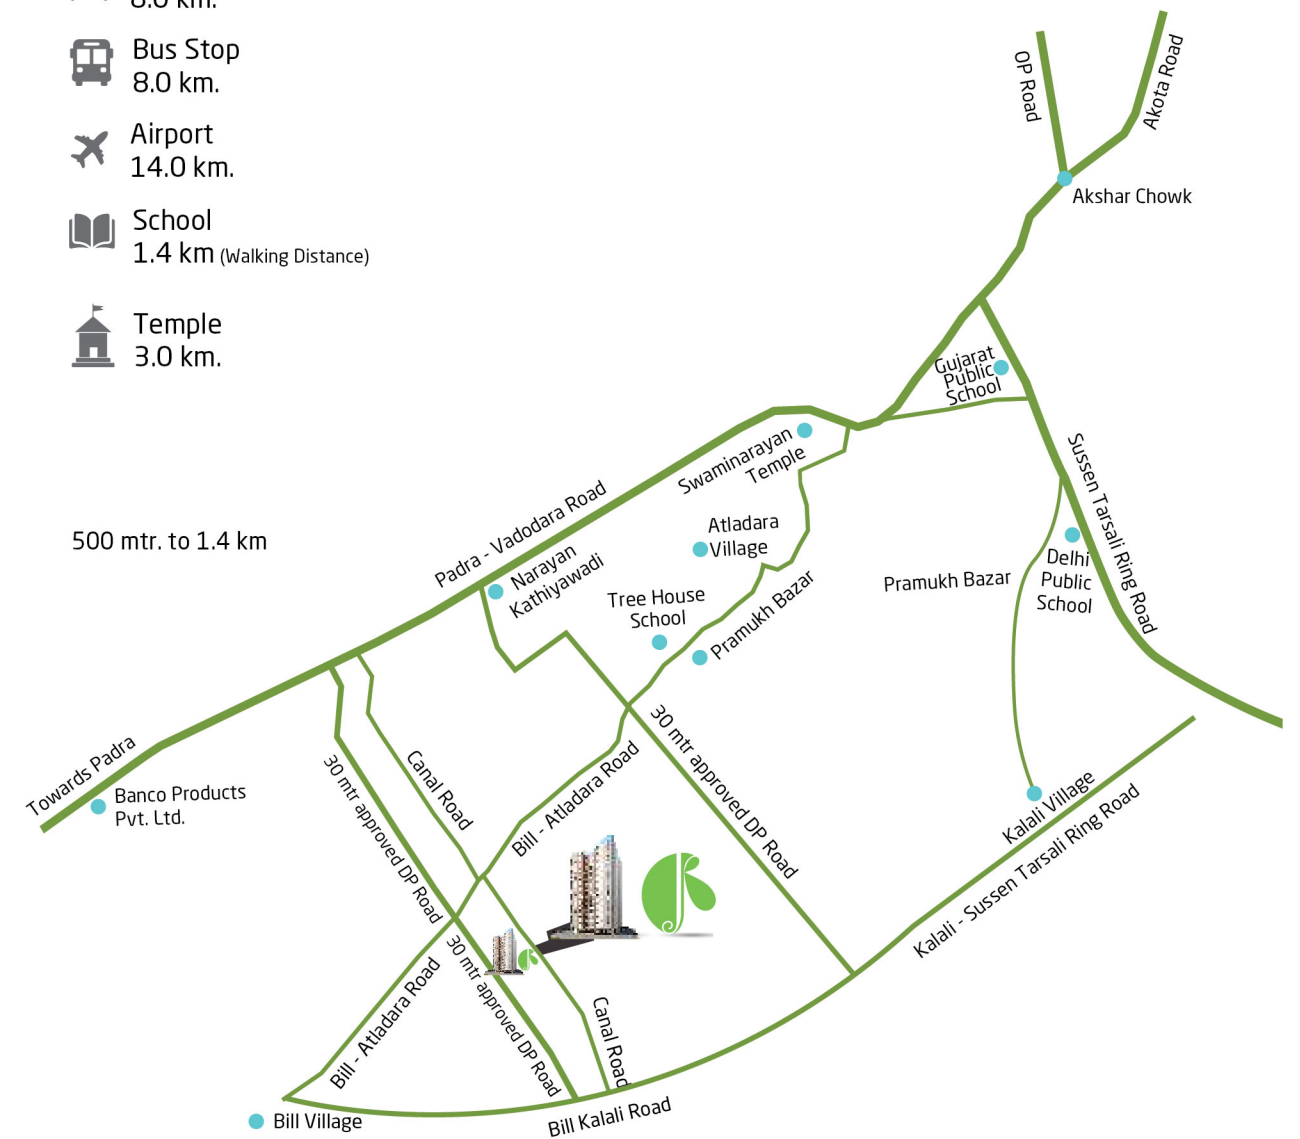 8.0 km.
Bus Stop
8.0 km.
Airport
14.0 km.
School
1.4 km (Walking Distance)
Temple
3.0 km.
500 mtr. to 1.4 km
OP Road
Akota Road
Akshar Chowk
Gujarat
Public
School
Swaminarayan
Temple
Sussen Tarsali Ring Road
Padra - Vadodara Road
Atladara
Village
Narayan
Kathiyawadi
Tree House
School
Pramukh Bazar
Pramukh Bazar
Delhi
Public
School
Towards Padra
Banco Products
Pvt. Ltd.
30 mtr approved DP Road
Canal Road
Bill - Atladara Road
30 mtr approved DP Road
Kalali Village
Kalali - Sussen Tarsali Ring Road
Bill - Atladara Road
30 mtr approved DP Road
Canal Road
Bill Village
Bill Kalali Road